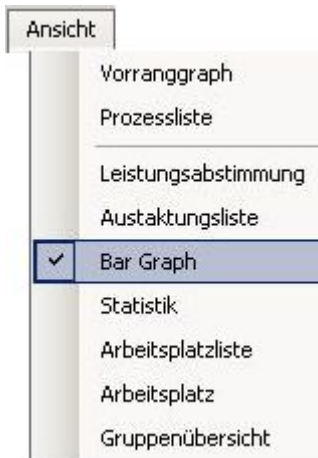 Ansicht
Vorranggraph
Prozessliste
Leistungsabstimmung
Austaktungsliste
Bar Graph
Statistik
Arbeitsplatzliste
Arbeitsplatz
Gruppenübersicht